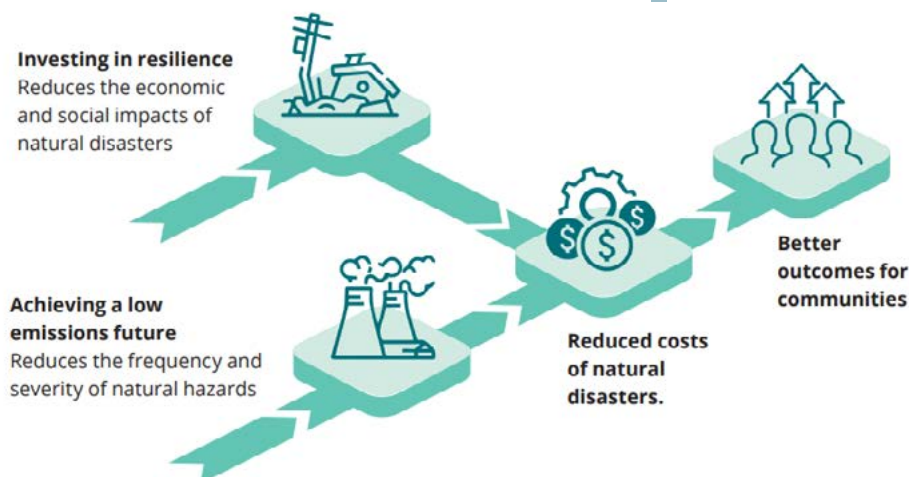 Investing in resilience
Reduces the economic
and social impacts of
natural disasters
Achieving a low
emissions future
Reduces the frequency and
severity of natural hazards
$
$
$
Reduced costs
of natural
disasters.
Better
outcomes for
communities